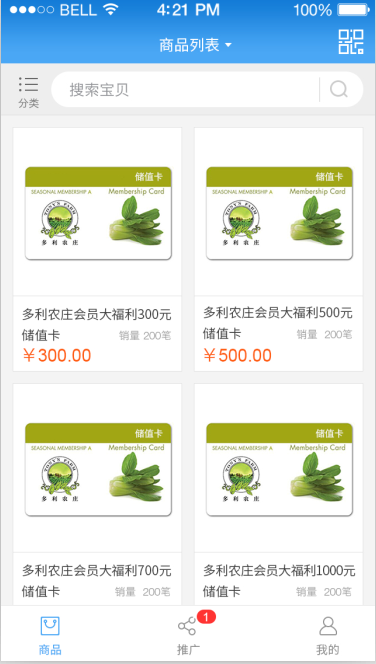 BELL 4:21 PM 100%
商品列表
分类
搜索宝贝
储值卡
SEASONAL MEMBERSHIP A Membership Card
TONY'S FARM
多利农庄
储值卡
SEASONAL MEMBERSHIP A Membership Card
TONY'S FARM
多利农庄
多利农庄会员大福利300元
储值卡 销量 200笔
￥300.00
多利农庄会员大福利500元
储值卡 销量 200笔
￥500.00
储值卡
SEASONAL MEMBERSHIP A Membership Card
TONY'S FARM
多利农庄
储值卡
SEASONAL MEMBERSHIP A Membership Card
TONY'S FARM
多利农庄
多利农庄会员大福利700元
储值卡 销量 200笔
多利农庄会员大福利1000元
储值卡 销量 200笔
商品
1
推广
我的